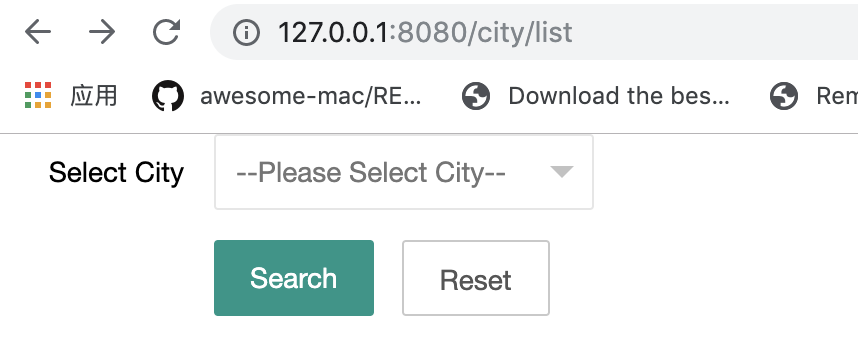 127.0.0.1:8080/city/list
应用 awesome-mac/RE... Download the bes... Rem
Select City --Please Select City--
Search Reset